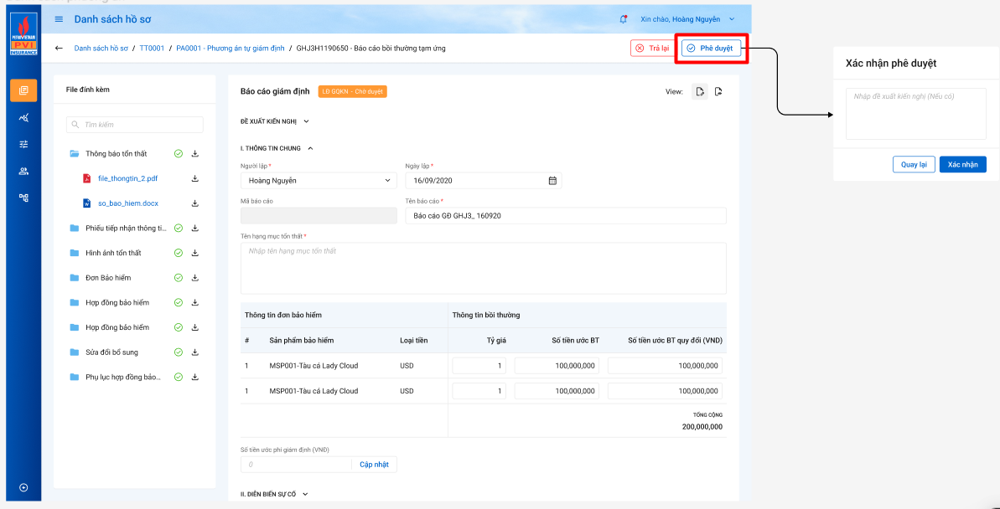 PETROVIETNAM
PVI
INSURANCE
Danh sách hồ sơ
Xin chào, Hoàng Nguyên
Danh sách hồ sơ / TT0001 / PA0001 - Phương án tự giám định / GHJ3H1190650 - Báo cáo bồi thường tạm ứng
Trả lại
Phê duyệt
File đính kèm
Tìm kiếm
Thông báo tổn thất
file_thongtin_2.pdf
so_bao_hiem.docx
Phiếu tiếp nhận thông ti...
Hình ảnh tổn thất
Đơn Bảo hiểm
Hợp đồng bảo hiểm
Hợp đồng bảo hiểm
Sửa đổi bổ sung
Phụ lục hợp đồng bảo...
Báo cáo giám định
LĐ GQKN - Chờ duyệt
View:
ĐỀ XUẤT KIẾN NGHỊ
I. THÔNG TIN CHUNG
Người lập *
Ngày lập *
Hoàng Nguyễn
16/09/2020
Mã báo cáo
Tên báo cáo *
Báo cáo GĐ GHJ3_ 160920
Tên hạng mục tổn thất *
Nhập tên hạng mục tổn thất
Thông tin đơn bảo hiểm
Thông tin bồi thường
# Sản phẩm bảo hiểm Loại tiền Tỷ giá Số tiền ước BT Số tiền ước BT quy đổi (VND)
1 MSP001-Tàu cá Lady Cloud USD 1 100,000,000 100,000,000
1 MSP001-Tàu cá Lady Cloud USD 1 100,000,000 100,000,000
TỔNG CỘNG
200,000,000
Số tiền ước phí giám định (VNĐ)
0
Cập nhật
II. DIỄN BIẾN SỰ CỐ
Xác nhận phê duyệt
Nhập đề xuất kiến nghị (Nếu có)
Quay lại
Xác nhận